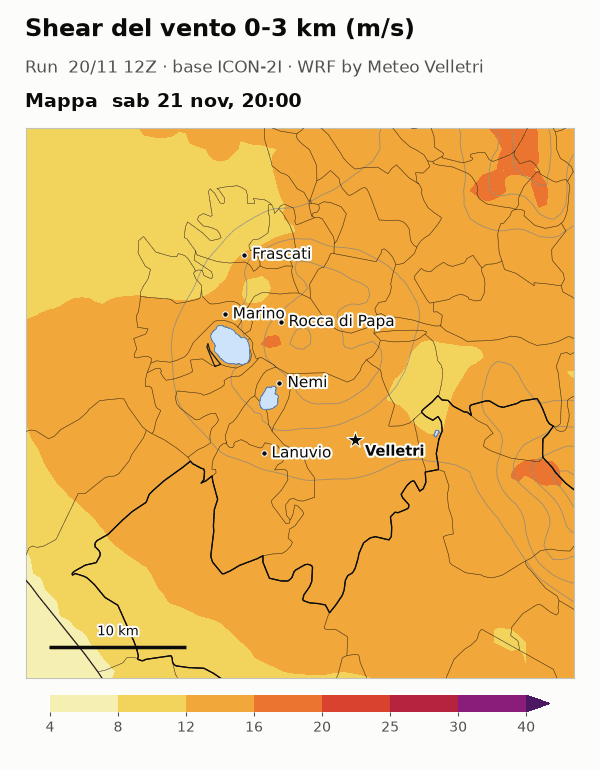 Shear del vento 0-3 km (m/s)
Run 20/11 12Z · base ICON-2I · WRF by Meteo Velletri
Mappa sab 21 nov, 20:00
Frascati
Marino
Rocca di Papa
Nemi
Velletri
Lanuvio
10 km
4 8 12 16 20 25 30 40